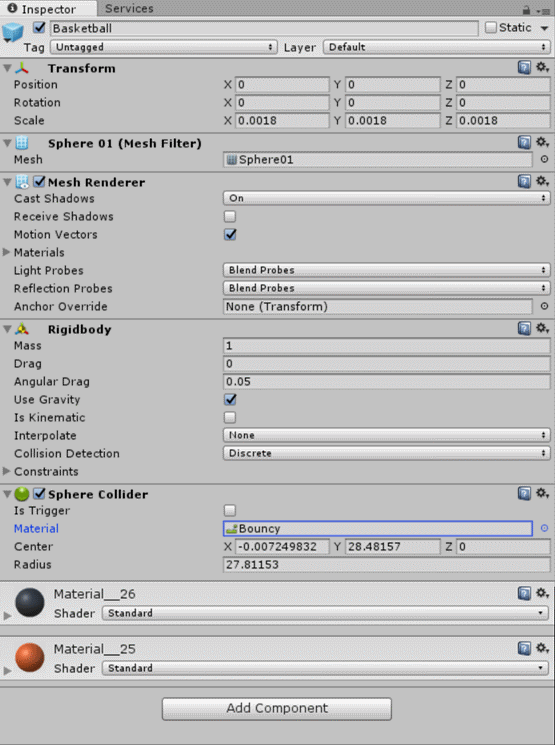 Inspector Services
Basketball Static
Tag Untagged Layer Default
Transform
Position X 0 Y 0 Z 0
Rotation X 0 Y 0 Z 0
Scale X 0.0018 Y 0.0018 Z 0.0018
Sphere 01 (Mesh Filter)
Mesh Sphere01
Mesh Renderer
Cast Shadows On
Receive Shadows
Motion Vectors
Materials
Light Probes Blend Probes
Reflection Probes Blend Probes
Anchor Override None (Transform)
Rigidbody
Mass 1
Drag 0
Angular Drag 0.05
Use Gravity
Is Kinematic
Interpolate None
Collision Detection Discrete
Constraints
Sphere Collider
Is Trigger
Material Bouncy
Center X -0.007249832 Y 28.48157 Z 0
Radius 27.81153
Material__26
Shader Standard
Material__25
Shader Standard
Add Component